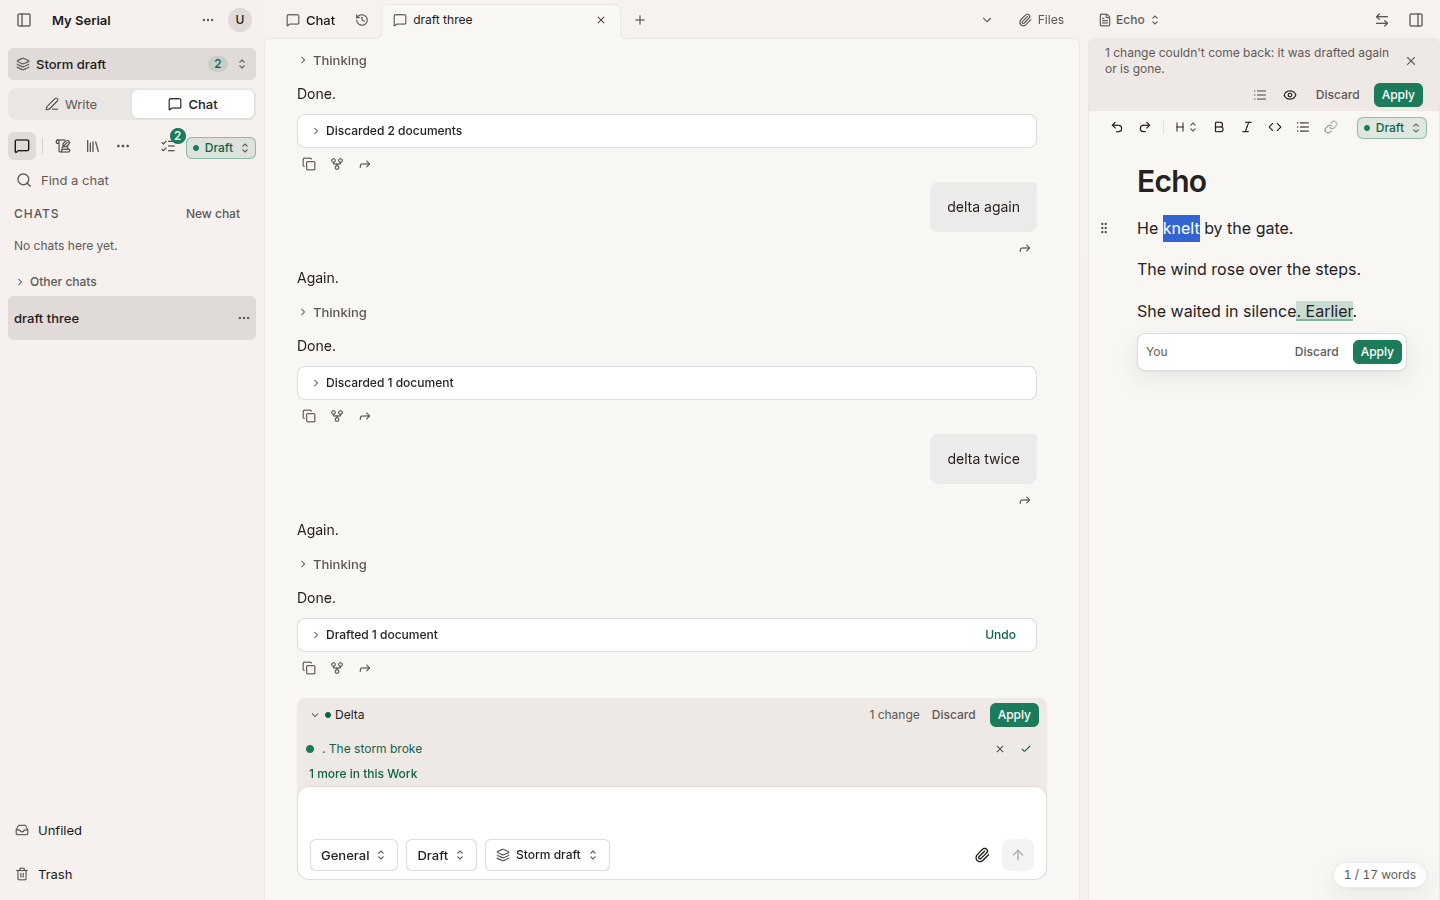 My Serial
U
Storm draft
2
Write
Chat
2
Draft
Find a chat
CHATS
New chat
No chats here yet.
Other chats
draft three
Unfiled
Trash
Chat
draft three
Files
Thinking
Done.
Discarded 2 documents
delta again
Again.
Thinking
Done.
Discarded 1 document
delta twice
Again.
Thinking
Done.
Drafted 1 document
Undo
Delta
1 change
Discard
Apply
. The storm broke
1 more in this Work
General
Draft
Storm draft
Echo
1 change couldn't come back: it was drafted again
or is gone.
Discard
Apply
H
B
I
Draft
Echo
He knelt by the gate.
The wind rose over the steps.
She waited in silence. Earlier.
You
Discard
Apply
1 / 17 words